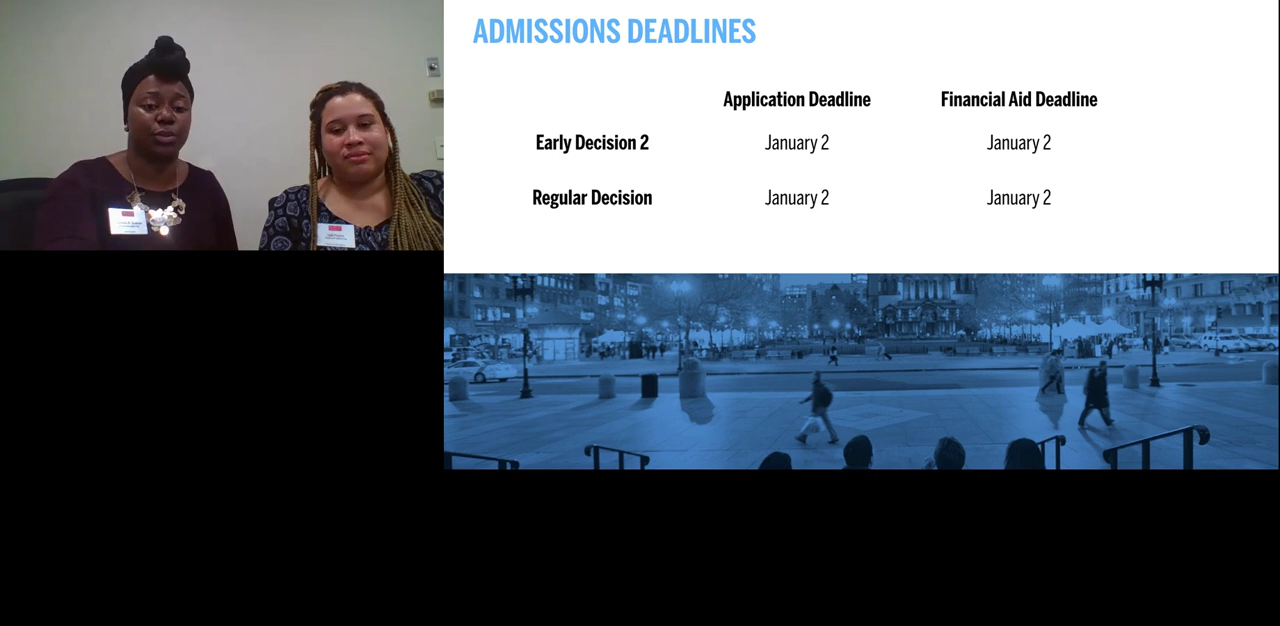 ADMISSIONS DEADLINES
Application Deadline Financial Aid Deadline
Early Decision 2 January 2 January 2
Regular Decision January 2 January 2